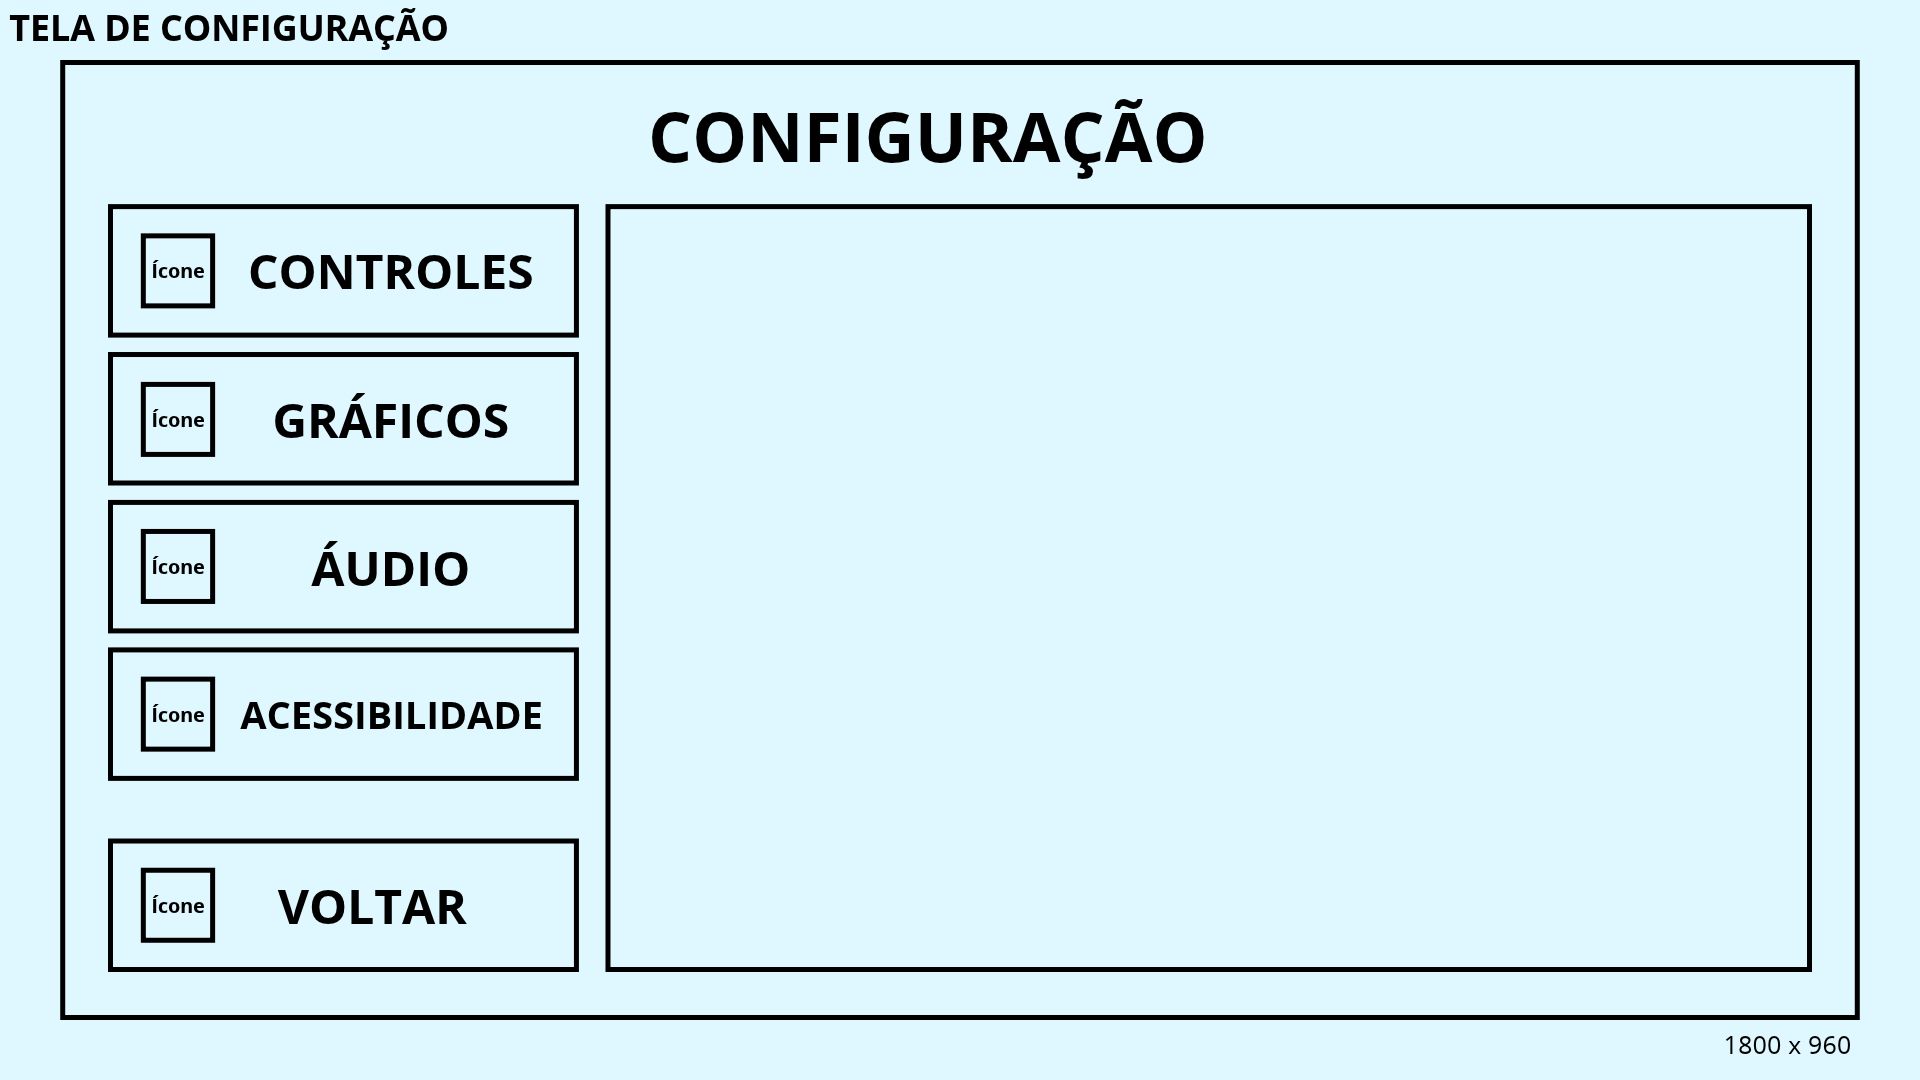 TELA DE CONFIGURAÇÃO
CONFIGURAÇÃO
Ícone CONTROLES
Ícone GRÁFICOS
Ícone ÁUDIO
Ícone ACESSIBILIDADE
Ícone VOLTAR
1800 x 960